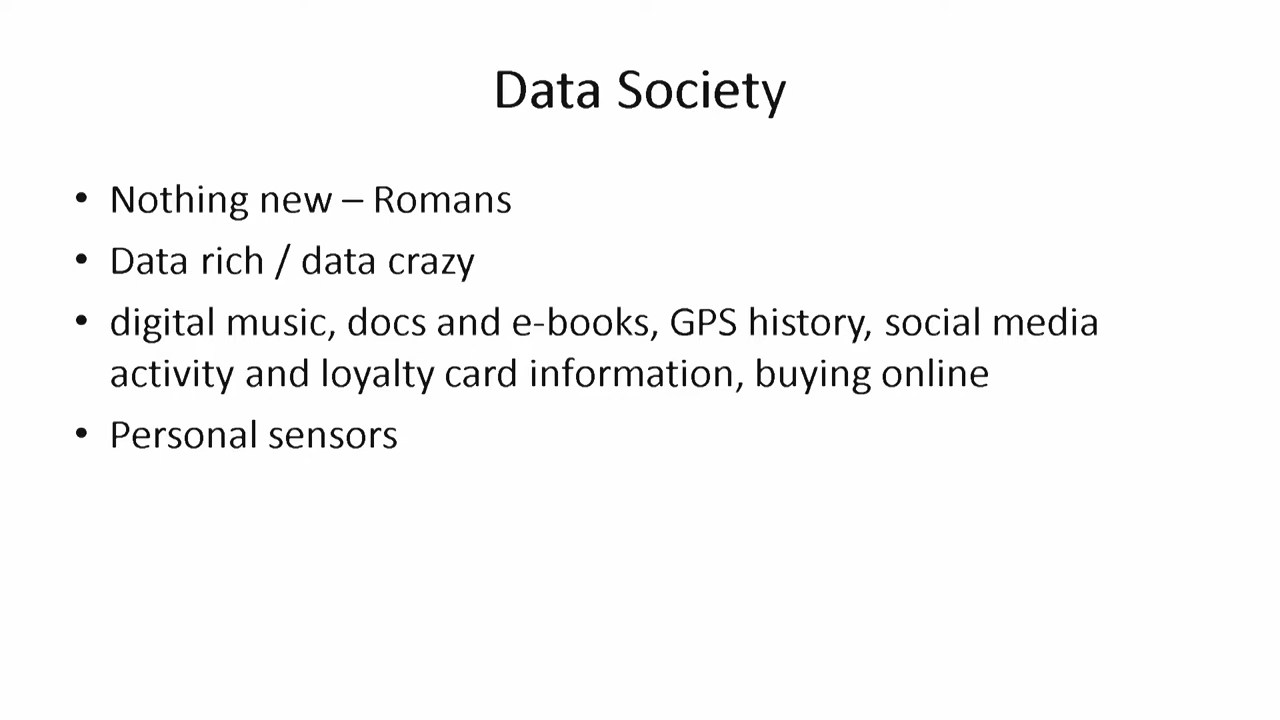 Data Society
• Nothing new – Romans
• Data rich / data crazy
• digital music, docs and e-books, GPS history, social media
activity and loyalty card information, buying online
• Personal sensors